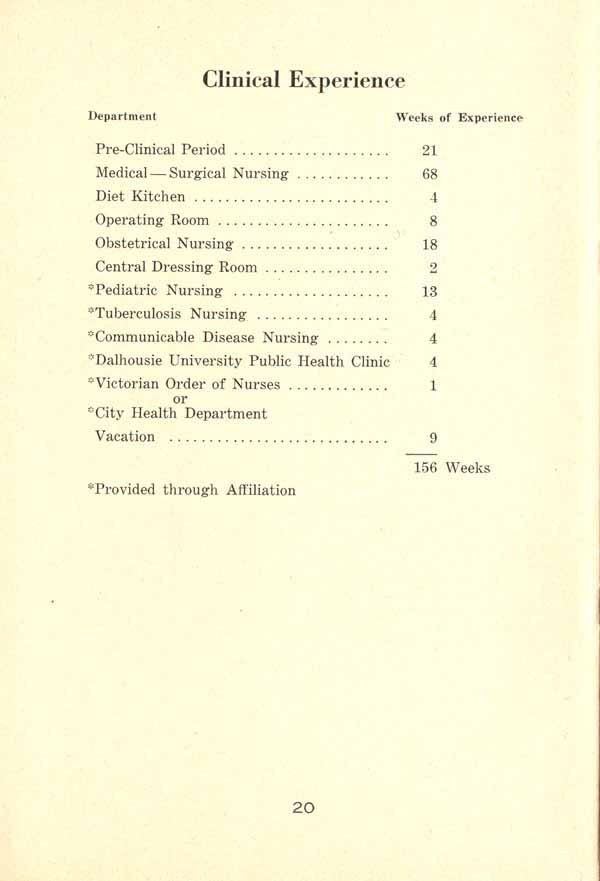 Clinical Experience
Department Weeks of Experience
Pre-Clinical Period .................... 21
Medical — Surgical Nursing ............ 68
Diet Kitchen ......................... 4
Operating Room ...................... 8
Obstetrical Nursing ................... 18
Central Dressing Room ................ 2
*Pediatric Nursing .................... 13
*Tuberculosis Nursing ................. 4
*Communicable Disease Nursing ........ 4
*Dalhousie University Public Health Clinic 4
*Victorian Order of Nurses ............. 1
or
*City Health Department
Vacation ............................ 9
156 Weeks
*Provided through Affiliation
20